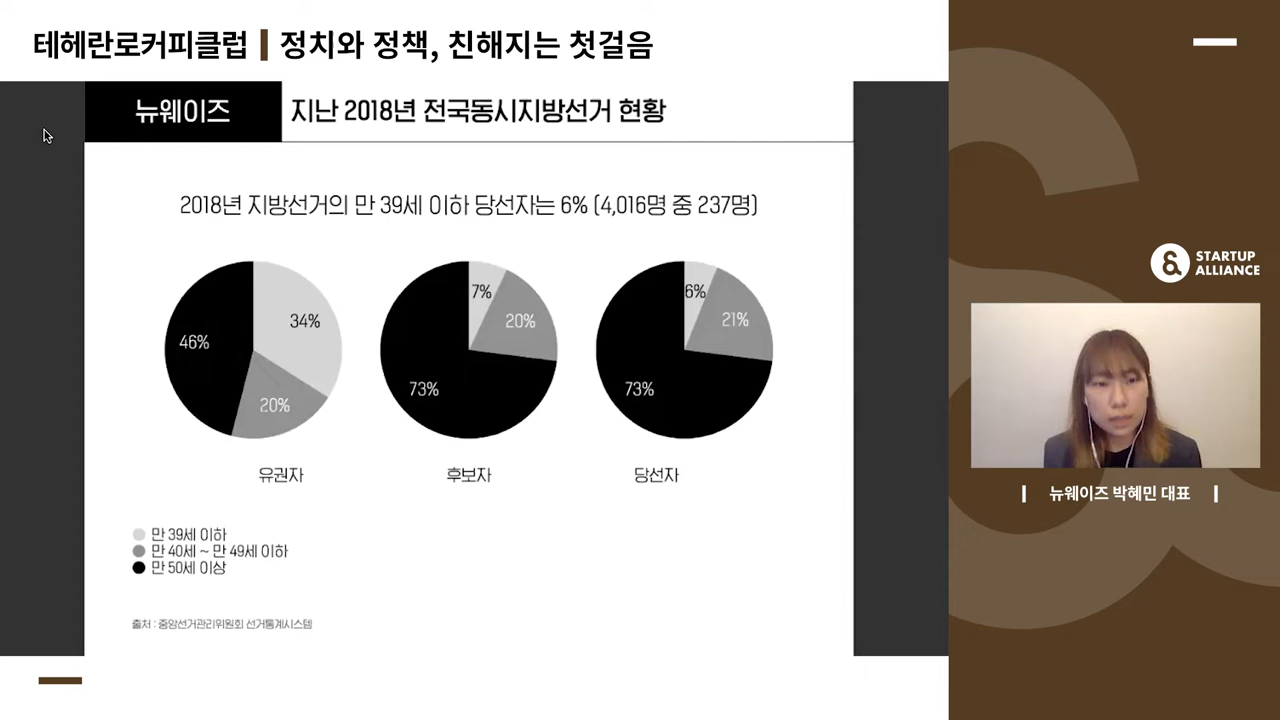 테헤란로커피클럽 | 정치와 정책, 친해지는 첫걸음
뉴웨이즈
지난 2018년 전국동시지방선거 현황
2018년 지방선거의 만 39세 이하 당선자는 6% (4,016명 중 237명)
46%
34%
20%
유권자
7%
20%
73%
후보자
6%
21%
73%
당선자
만 39세 이하
만 40세 ~ 만 49세 이하
만 50세 이상
출처 : 중앙선거관리위원회 선거통계시스템
STARTUP
ALLIANCE
| 뉴웨이즈 박혜민 대표 |